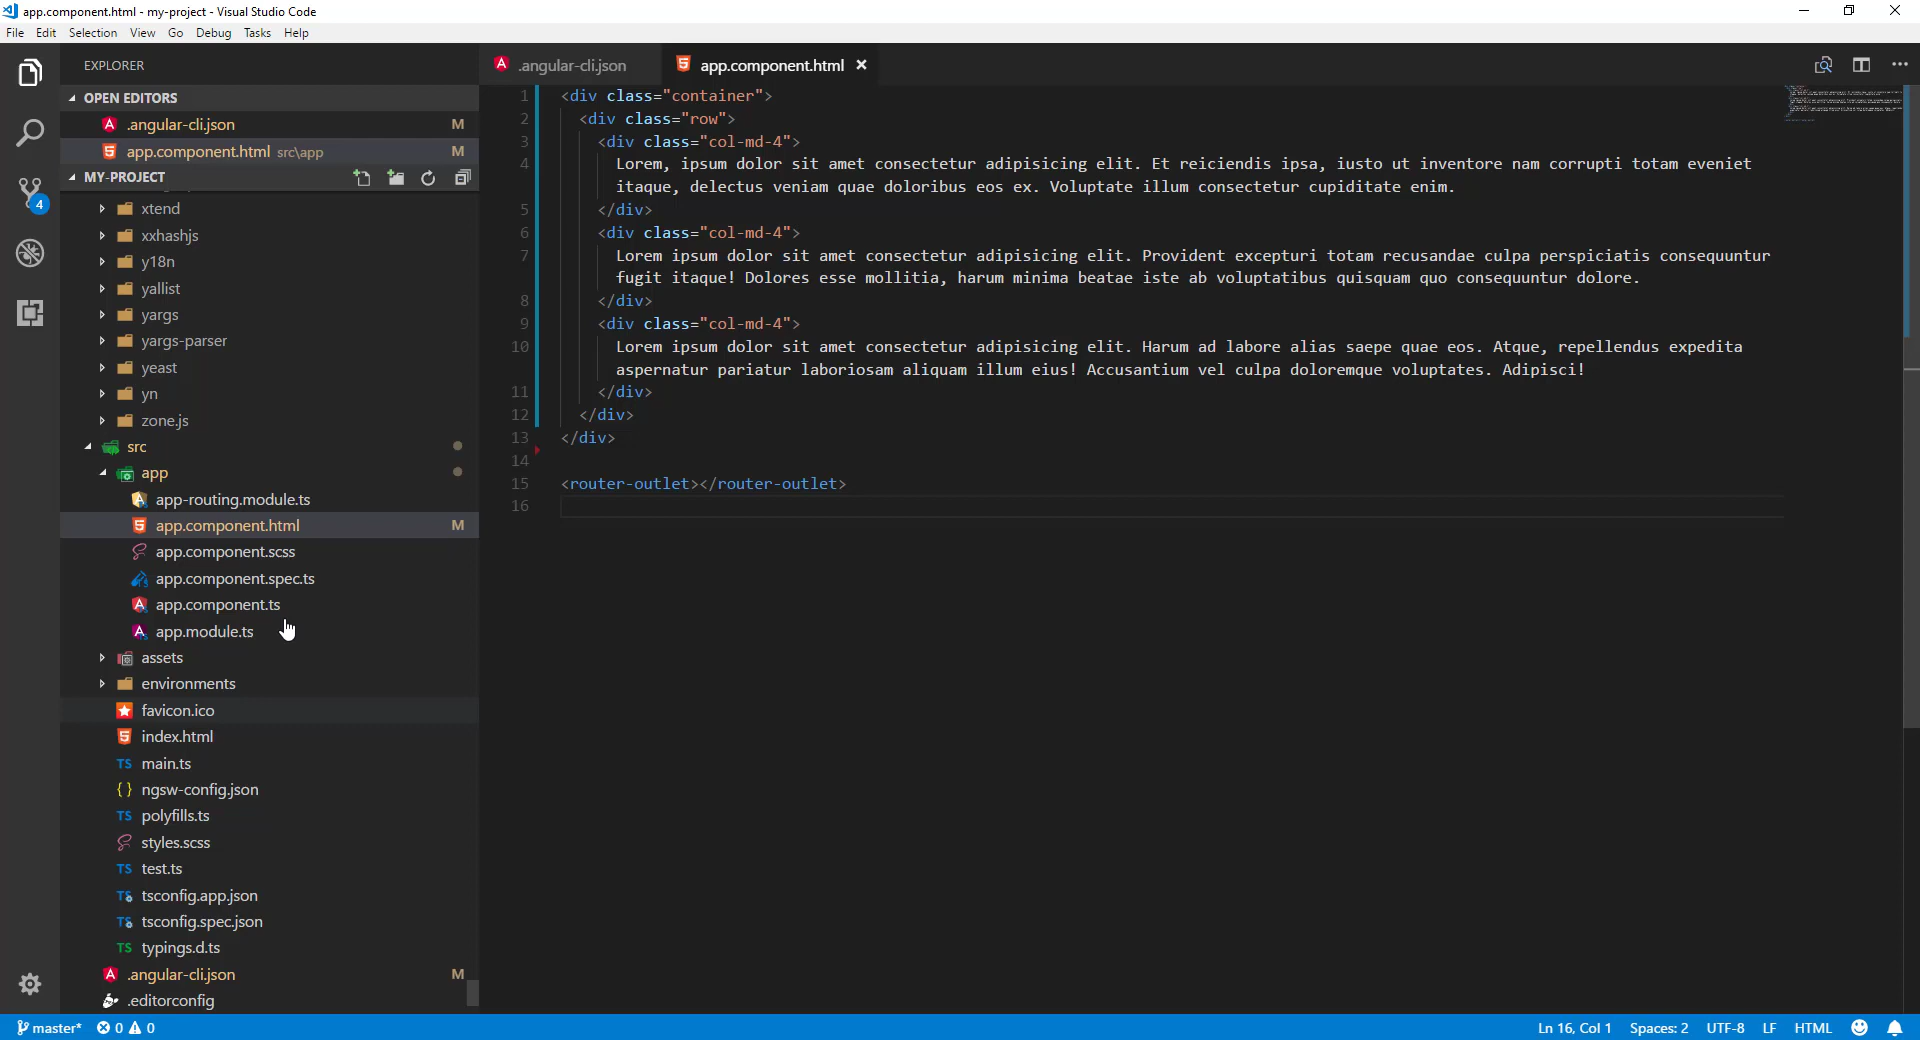 app.component.html - my-project - Visual Studio Code
File Edit Selection View Go Debug Tasks Help
EXPLORER
OPEN EDITORS
.angular-cli.json M
app.component.html src\app M
MY-PROJECT
xtend
xxhashjs
y18n
yallist
yargs
yargs-parser
yeast
yn
zone.js
src
app
app-routing.module.ts
app.component.html M
app.component.scss
app.component.spec.ts
app.component.ts
app.module.ts
assets
environments
favicon.ico
index.html
TS main.ts
{ } ngsw-config.json
TS polyfills.ts
styles.scss
TS test.ts
TS tsconfig.app.json
TS tsconfig.spec.json
TS typings.d.ts
.angular-cli.json M
.editorconfig
4
.angular-cli.json app.component.html
1 <div class="container">
2 <div class="row">
3 <div class="col-md-4">
4 Lorem, ipsum dolor sit amet consectetur adipisicing elit. Et reiciendis ipsa, iusto ut inventore nam corrupti totam eveniet
itaque, delectus veniam quae doloribus eos ex. Voluptate illum consectetur cupiditate enim.
5 </div>
6 <div class="col-md-4">
7 Lorem ipsum dolor sit amet consectetur adipisicing elit. Provident excepturi totam recusandae culpa perspiciatis consequuntur
fugit itaque! Dolores esse mollitia, harum minima beatae iste ab voluptatibus quisquam quo consequuntur dolore.
8 </div>
9 <div class="col-md-4">
10 Lorem ipsum dolor sit amet consectetur adipisicing elit. Harum ad labore alias saepe quae eos. Atque, repellendus expedita
aspernatur pariatur laboriosam aliquam illum eius! Accusantium vel culpa doloremque voluptates. Adipisci!
11 </div>
12 </div>
13 </div>
14
15 <router-outlet></router-outlet>
16
master* 0 0 Ln 16, Col 1 Spaces: 2 UTF-8 LF HTML